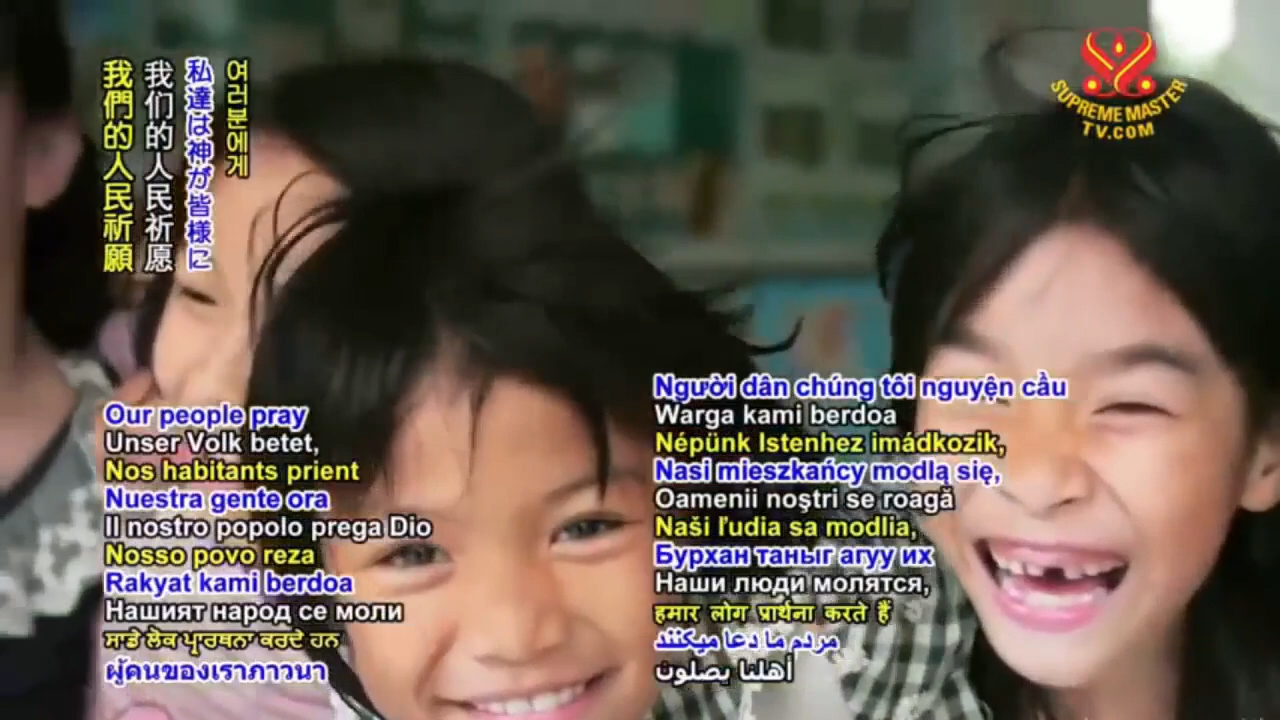 我們的人民祈願
我们的人民祈愿
私達は神が皆様に
여러분에게
SUPREME MASTER
TV.COM
Our people pray
Unser Volk betet,
Nos habitants prient
Nuestra gente ora
Il nostro popolo prega Dio
Nosso povo reza
Rakyat kami berdoa
Нашият народ се моли
ਸਾਡੇ ਲੋਕ ਪ੍ਰਾਰਥਨਾ ਕਰਦੇ ਹਨ
ผู้คนของเราภาวนา
Người dân chúng tôi nguyện cầu
Warga kami berdoa
Népünk Istenhez imádkozik,
Nasi mieszkańcy modlą się,
Oamenii noştri se roagă
Naši ľudia sa modlia,
Бурхан таныг агуу их
Наши люди молятся,
हमार लोग प्रार्थना करते हैं
مردم ما دعا میکنند
أهلنا يصلون